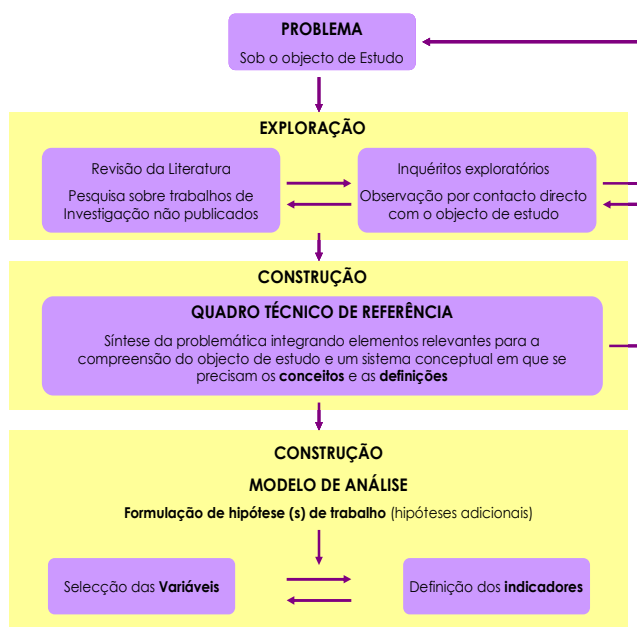 PROBLEMA
Sob o objecto de Estudo
EXPLORAÇÃO
Revisão da Literatura
Pesquisa sobre trabalhos de
Investigação não publicados
Inquéritos exploratórios
Observação por contacto directo
com o objecto de estudo
CONSTRUÇÃO
QUADRO TÉCNICO DE REFERÊNCIA
Síntese da problemática integrando elementos relevantes para a
compreensão do objecto de estudo e um sistema conceptual em que se
precisam os conceitos e as definições
CONSTRUÇÃO
MODELO DE ANÁLISE
Formulação de hipótese (s) de trabalho (hipóteses adicionais)
Selecção das Variáveis
Definição dos indicadores